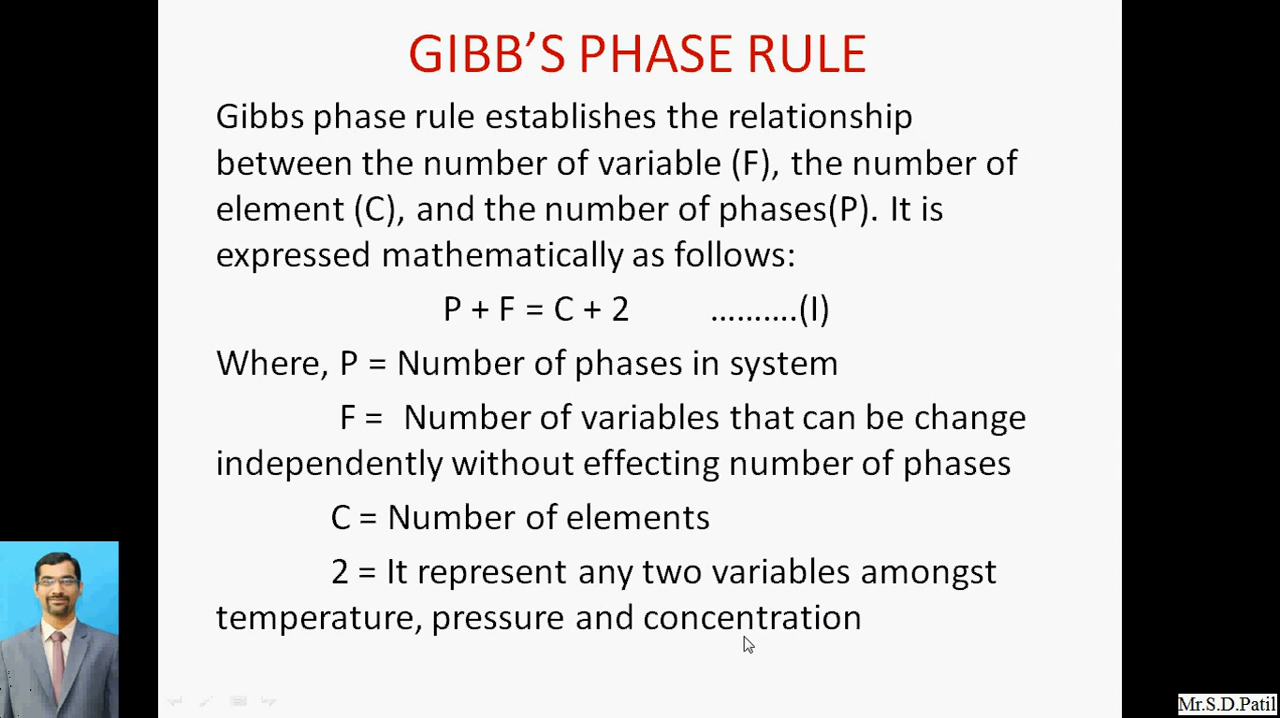 GIBB’S PHASE RULE
Gibbs phase rule establishes the relationship
between the number of variable (F), the number of
element (C), and the number of phases(P). It is
expressed mathematically as follows:
P + F = C + 2 ……….(I)
Where, P = Number of phases in system
F = Number of variables that can be change
independently without effecting number of phases
C = Number of elements
2 = It represent any two variables amongst
temperature, pressure and concentration
Mr.S.D.Patil